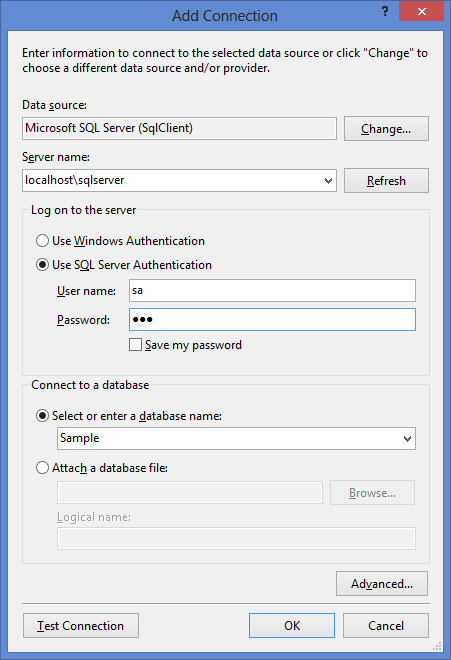 Add Connection
?
Enter information to connect to the selected data source or click "Change" to
choose a different data source and/or provider.
Data source:
Microsoft SQL Server (SqlClient)
Change...
Server name:
localhost\sqlserver
Refresh
Log on to the server
Use Windows Authentication
Use SQL Server Authentication
User name:
sa
Password:
●●●
Save my password
Connect to a database
Select or enter a database name:
Sample
Attach a database file:
Browse...
Logical name:
Advanced...
Test Connection
OK
Cancel